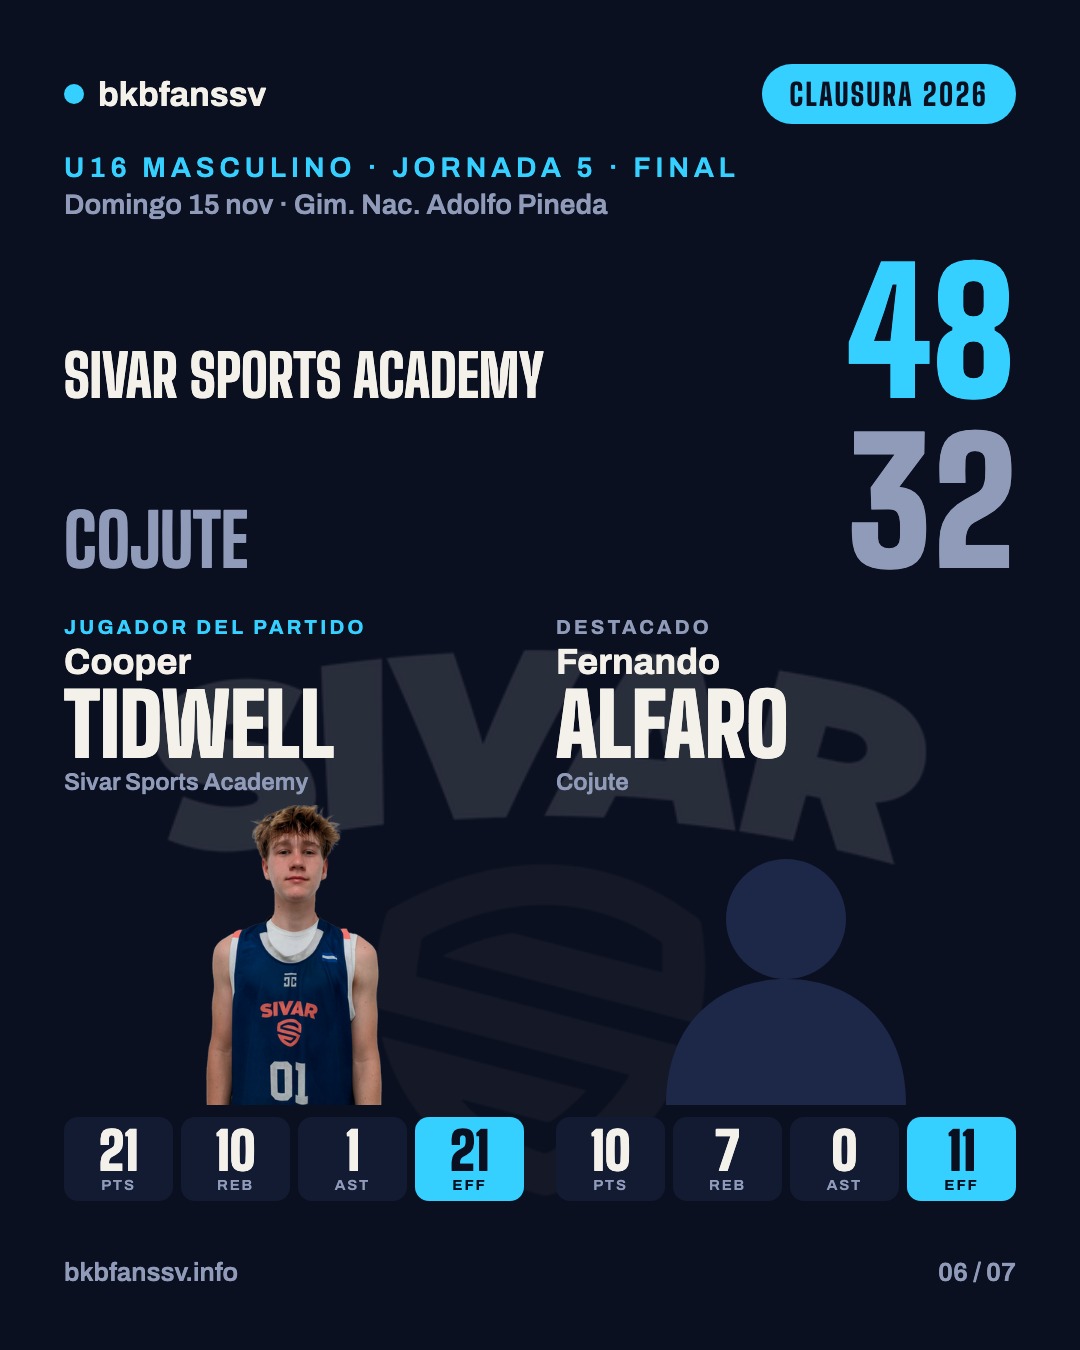 bkbfanssv
CLAUSURA 2026
U16 MASCULINO · JORNADA 5 · FINAL
Domingo 15 nov · Gim. Nac. Adolfo Pineda
SIVAR SPORTS ACADEMY
48
COJUTE
32
JUGADOR DEL PARTIDO
Cooper
TIDWELL
Sivar Sports Academy
DESTACADO
Fernando
ALFARO
Cojute
SIVAR
SIVAR
01
21
PTS
10
REB
1
AST
21
EFF
10
PTS
7
REB
0
AST
11
EFF
bkbfanssv.info
06 / 07